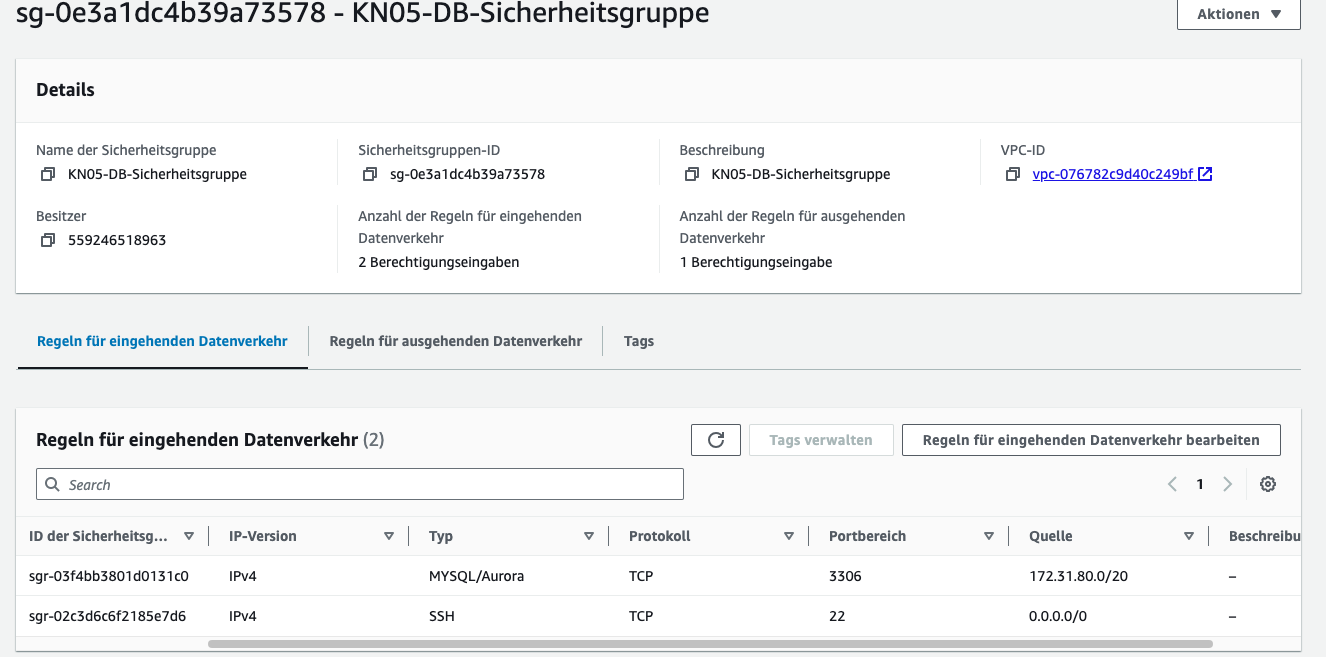 sg-0e3a1dc4b39a73578 - KN05-DB-Sicherheitsgruppe
Aktionen
Details
Name der Sicherheitsgruppe
KN05-DB-Sicherheitsgruppe
Sicherheitsgruppen-ID
sg-0e3a1dc4b39a73578
Beschreibung
KN05-DB-Sicherheitsgruppe
VPC-ID
vpc-076782c9d40c249bf
Besitzer
559246518963
Anzahl der Regeln für eingehenden
Datenverkehr
2 Berechtigungseingaben
Anzahl der Regeln für ausgehenden
Datenverkehr
1 Berechtigungseingabe
Regeln für eingehenden Datenverkehr
Regeln für ausgehenden Datenverkehr
Tags
Regeln für eingehenden Datenverkehr (2)
Tags verwalten
Regeln für eingehenden Datenverkehr bearbeiten
Search
1
ID der Sicherheitsg... IP-Version Typ Protokoll Portbereich Quelle Beschreibu
sgr-03f4bb3801d0131c0 IPv4 MYSQL/Aurora TCP 3306 172.31.80.0/20 –
sgr-02c3d6c6f2185e7d6 IPv4 SSH TCP 22 0.0.0.0/0 –